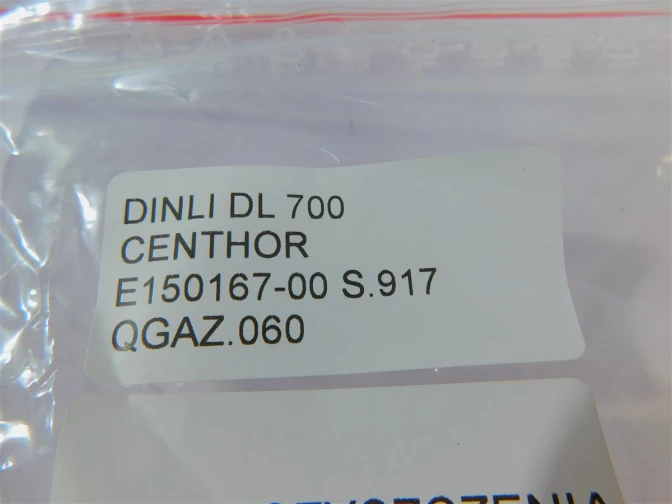 DINLI DL 700
CENTHOR
E150167-00 S.917
QGAZ.060